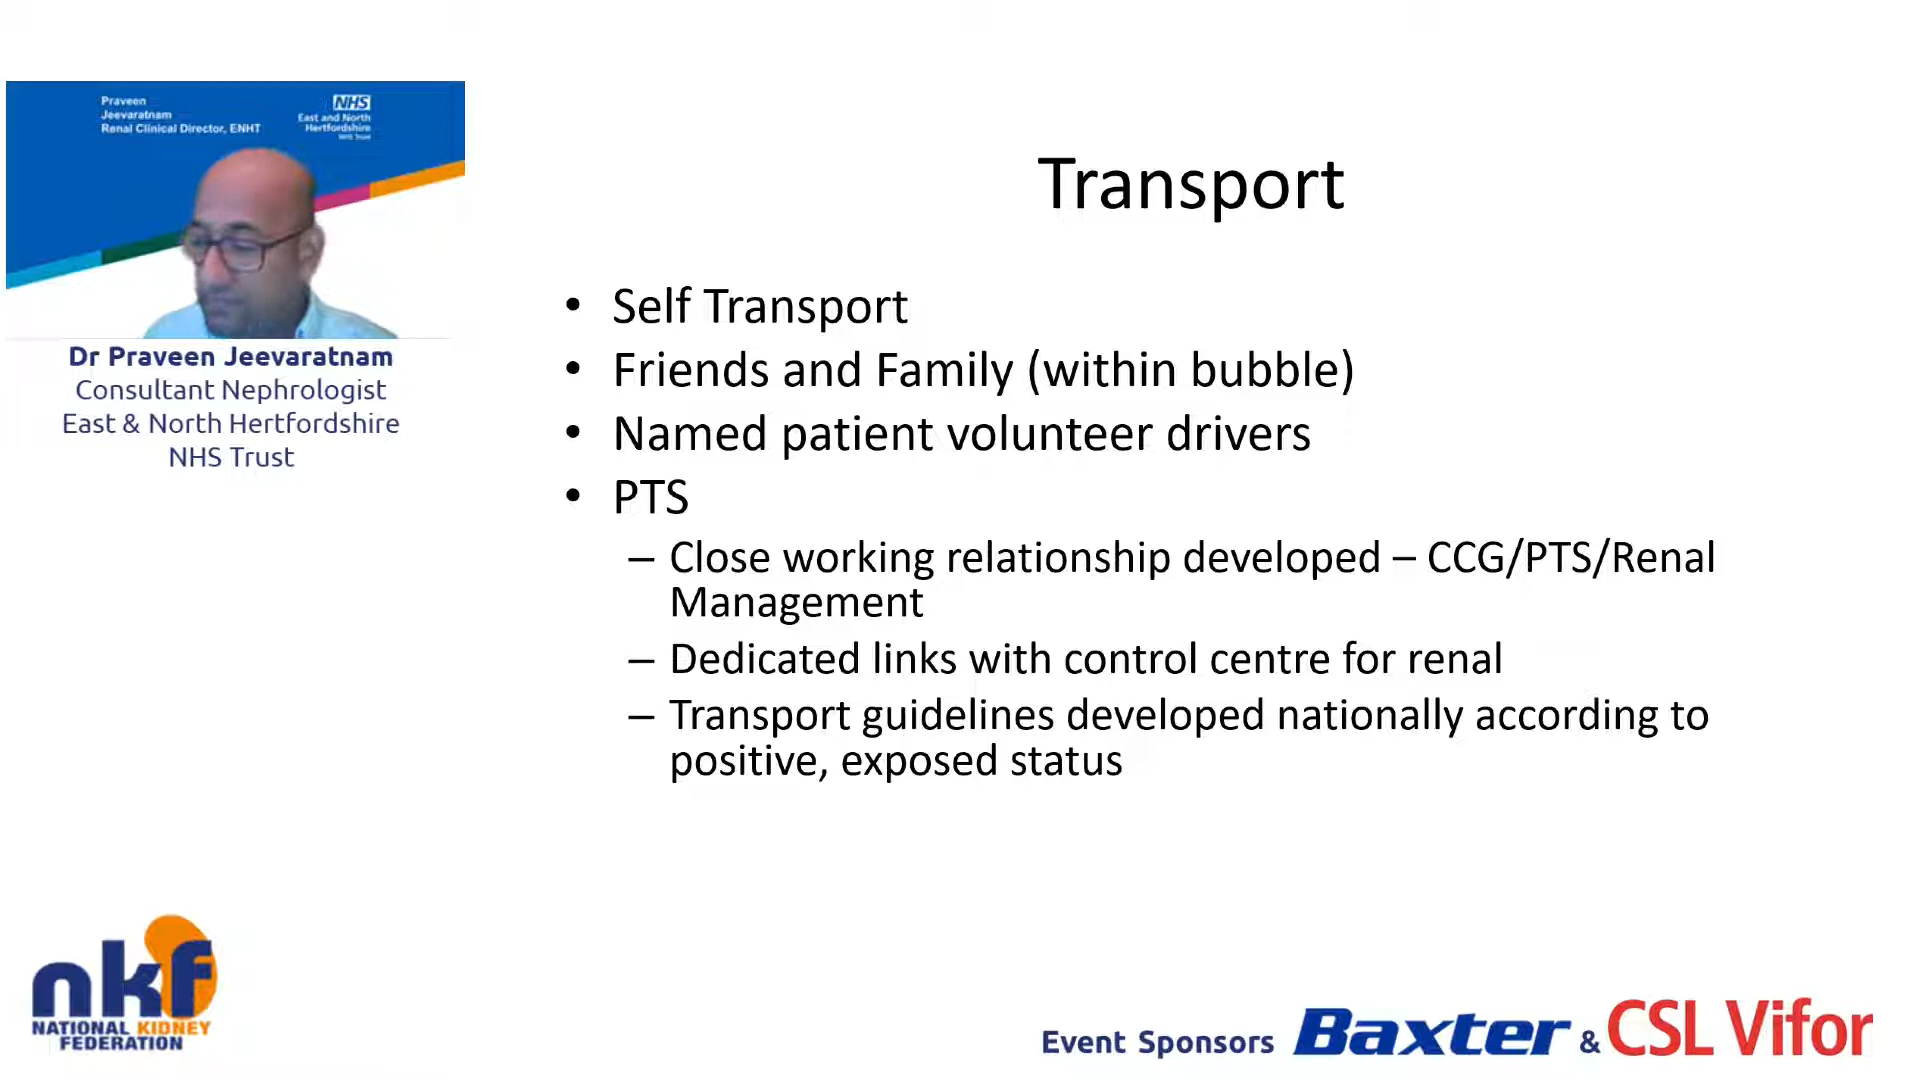 Praveen
Jeevaratnam
Renal Clinical Director, ENHT
NHS
East and North
Hertfordshire
NHS Trust
Dr Praveen Jeevaratnam
Consultant Nephrologist
East & North Hertfordshire
NHS Trust
Transport
• Self Transport
• Friends and Family (within bubble)
• Named patient volunteer drivers
• PTS
– Close working relationship developed – CCG/PTS/Renal
Management
– Dedicated links with control centre for renal
– Transport guidelines developed nationally according to
positive, exposed status
nkf
NATIONAL KIDNEY
FEDERATION
Event Sponsors Baxter & CSL Vifor